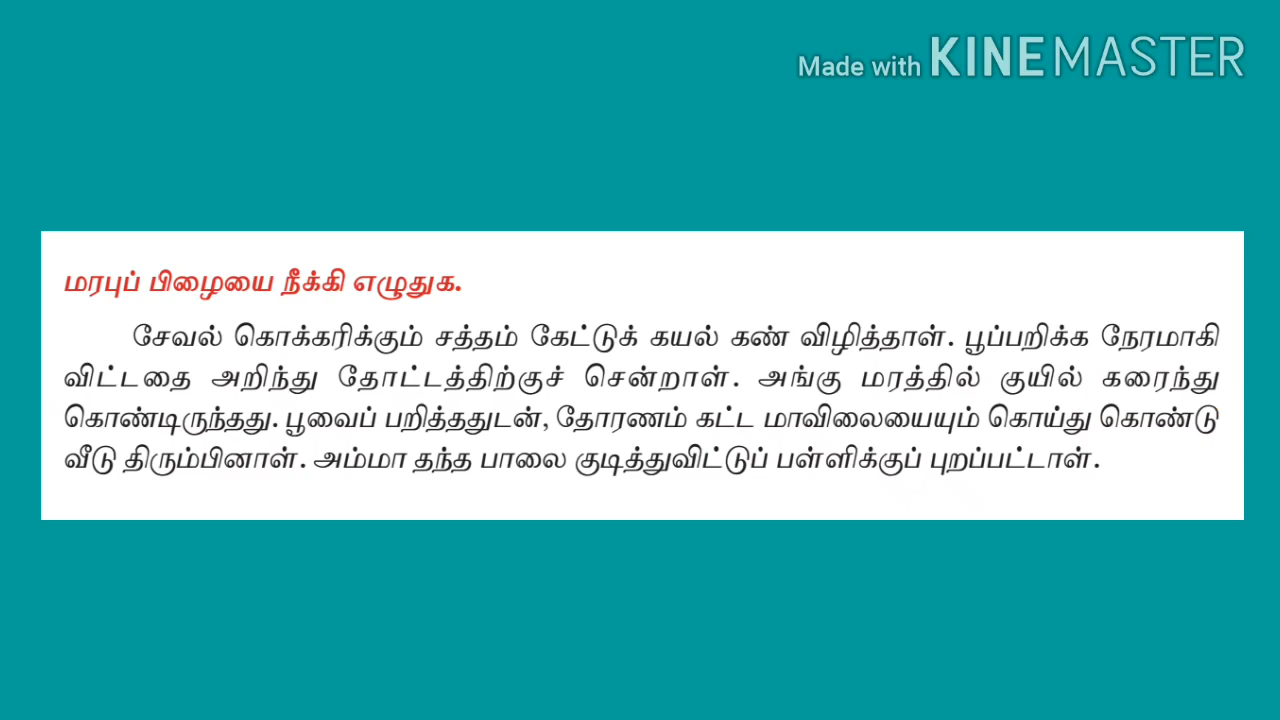 Made with KINEMASTER
மரபுப் பிழையை நீக்கி எழுதுக.
சேவல் கொக்கரிக்கும் சத்தம் கேட்டுக் கயல் கண் விழித்தாள். பூப்பறிக்க நேரமாகி
விட்டதை அறிந்து தோட்டத்திற்குச் சென்றாள். அங்கு மரத்தில் குயில் கரைந்து
கொண்டிருந்தது. பூவைப் பறித்ததுடன், தோரணம் கட்ட மாவிலையையும் கொய்து கொண்டு
வீடு திரும்பினாள். அம்மா தந்த பாலை குடித்துவிட்டுப் பள்ளிக்குப் புறப்பட்டாள்.